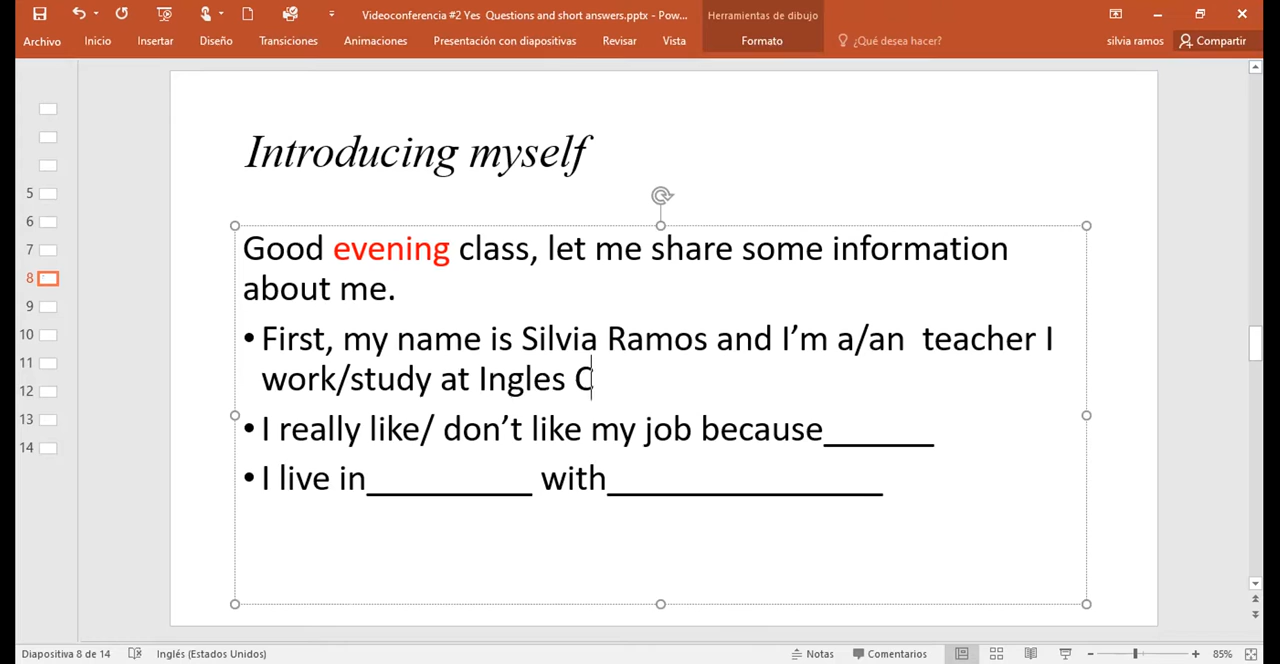 Videoconferencia #2 Yes Questions and short answers.pptx - Pow...
Herramientas de dibujo
Archivo
Inicio
Insertar
Diseño
Transiciones
Animaciones
Presentación con diapositivas
Revisar
Vista
Formato
¿Qué desea hacer?
silvia ramos
Compartir
5
6
7
8
9
10
11
12
13
14
Introducing myself
Good evening class, let me share some information
about me.
•First, my name is Silvia Ramos and I’m a/an  teacher I
work/study at Ingles C
•I really like/ don’t like my job because______
•I live in_________ with_______________
Diapositiva 8 de 14
Inglés (Estados Unidos)
Notas
Comentarios
85%